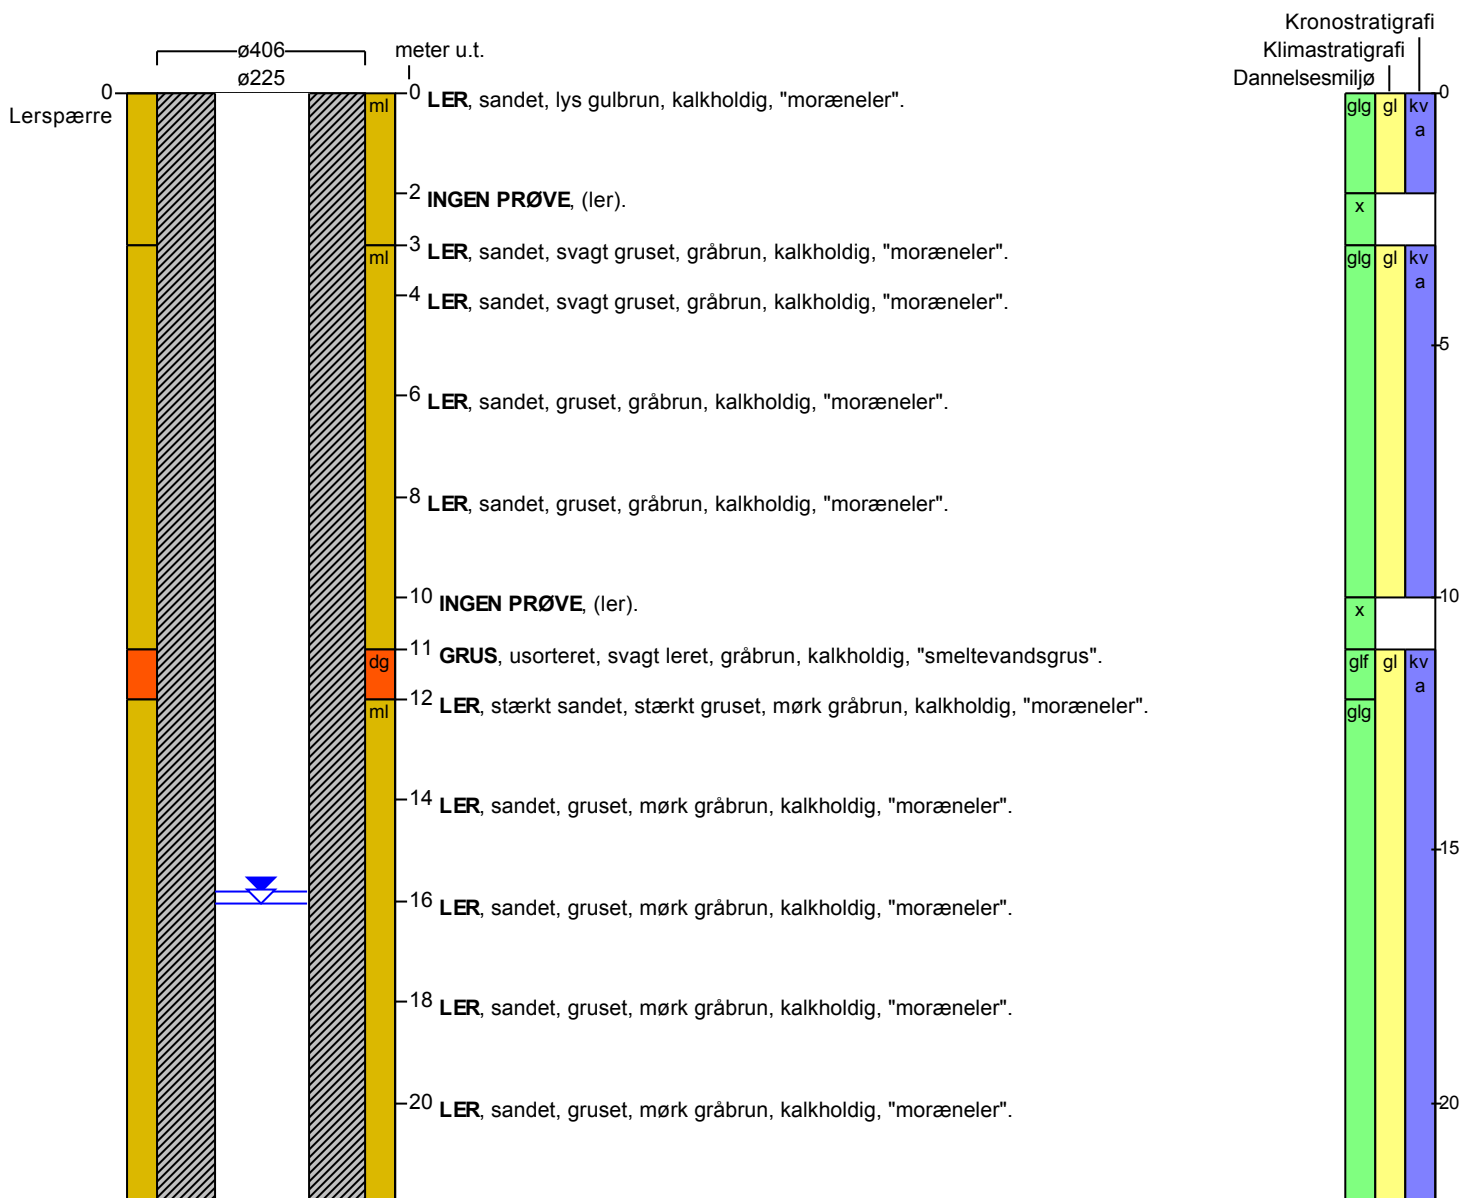 Kronostratigrafi
ø406 meter u.t. Klimastratigrafi
ø225 Dannelsesmiljø
0 0 LER, sandet, lys gulbrun, kalkholdig, "moræneler". 0
Lerspærre ml glg gl kv
a
2 INGEN PRØVE, (ler).
x
3 LER, sandet, svagt gruset, gråbrun, kalkholdig, "moræneler".
ml glg gl kv
a
4 LER, sandet, svagt gruset, gråbrun, kalkholdig, "moræneler".
5
6 LER, sandet, gruset, gråbrun, kalkholdig, "moræneler".
8 LER, sandet, gruset, gråbrun, kalkholdig, "moræneler".
10 INGEN PRØVE, (ler). 10
x
11 GRUS, usorteret, svagt leret, gråbrun, kalkholdig, "smeltevandsgrus".
dg glf gl kv
a
12 LER, stærkt sandet, stærkt gruset, mørk gråbrun, kalkholdig, "moræneler".
ml glg
14 LER, sandet, gruset, mørk gråbrun, kalkholdig, "moræneler".
15
16 LER, sandet, gruset, mørk gråbrun, kalkholdig, "moræneler".
18 LER, sandet, gruset, mørk gråbrun, kalkholdig, "moræneler".
20 LER, sandet, gruset, mørk gråbrun, kalkholdig, "moræneler". 20